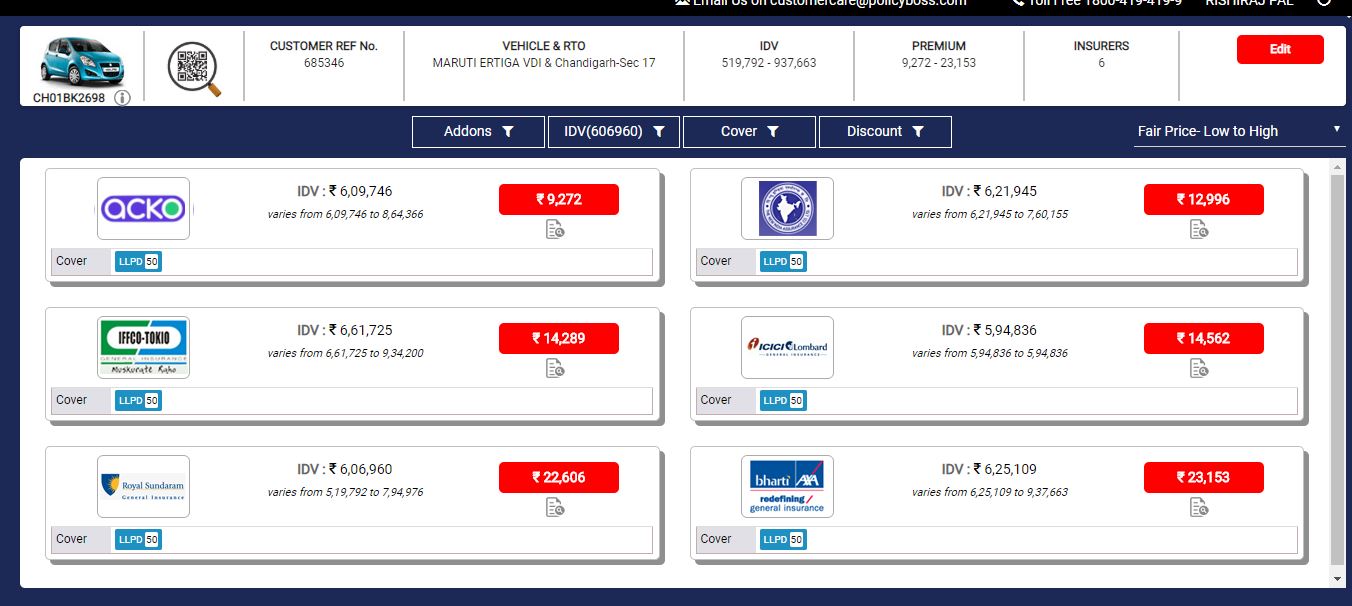 Email Us on customercare@policyboss.com Toll Free 1800-419-419-9 RISHIRAJ PAL
CUSTOMER REF No. VEHICLE & RTO IDV PREMIUM INSURERS Edit
685346 MARUTI ERTIGA VDI & Chandigarh-Sec 17 519,792 - 937,663 9,272 - 23,153 6
CH01BK2698
Addons IDV(606960) Cover Discount Fair Price- Low to High
acko IDV : ₹ 6,09,746 ₹ 9,272
varies from 6,09,746 to 8,64,366
Cover LLPD 50
IDV : ₹ 6,21,945 ₹ 12,996
varies from 6,21,945 to 7,60,155
Cover LLPD 50
IFFCO-TOKIO IDV : ₹ 6,61,725 ₹ 14,289
GENERAL INSURANCE varies from 6,61,725 to 9,34,200
Muskurate Raho
Cover LLPD 50
ICICI Lombard IDV : ₹ 5,94,836 ₹ 14,562
GENERAL INSURANCE varies from 5,94,836 to 5,94,836
Cover LLPD 50
Royal Sundaram IDV : ₹ 6,06,960 ₹ 22,606
General Insurance varies from 5,19,792 to 7,94,976
Cover LLPD 50
bharti AXA IDV : ₹ 6,25,109 ₹ 23,153
redefining / varies from 6,25,109 to 9,37,663
general insurance
Cover LLPD 50